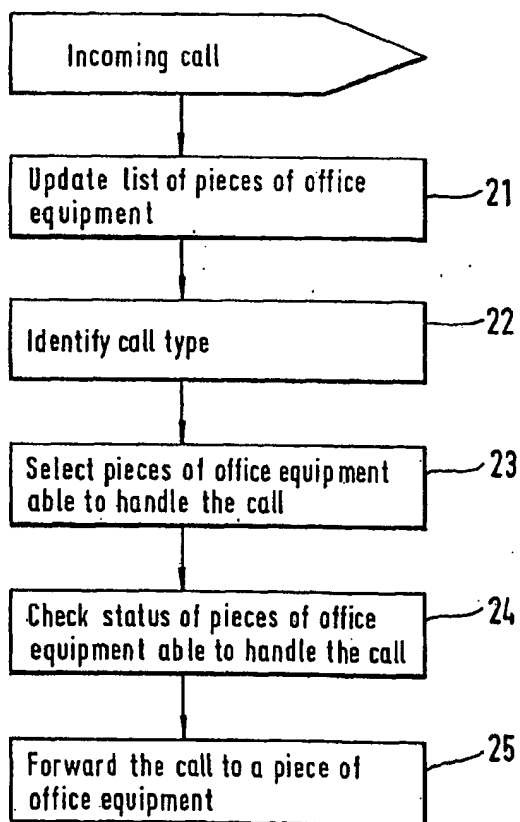 Incoming call
Update list of pieces of office
equipment
21
Identify call type
22
Select pieces of office equipment
able to handle the call
23
Check status of pieces of office
equipment able to handle the call
24
Forward the call to a piece of
office equipment
25